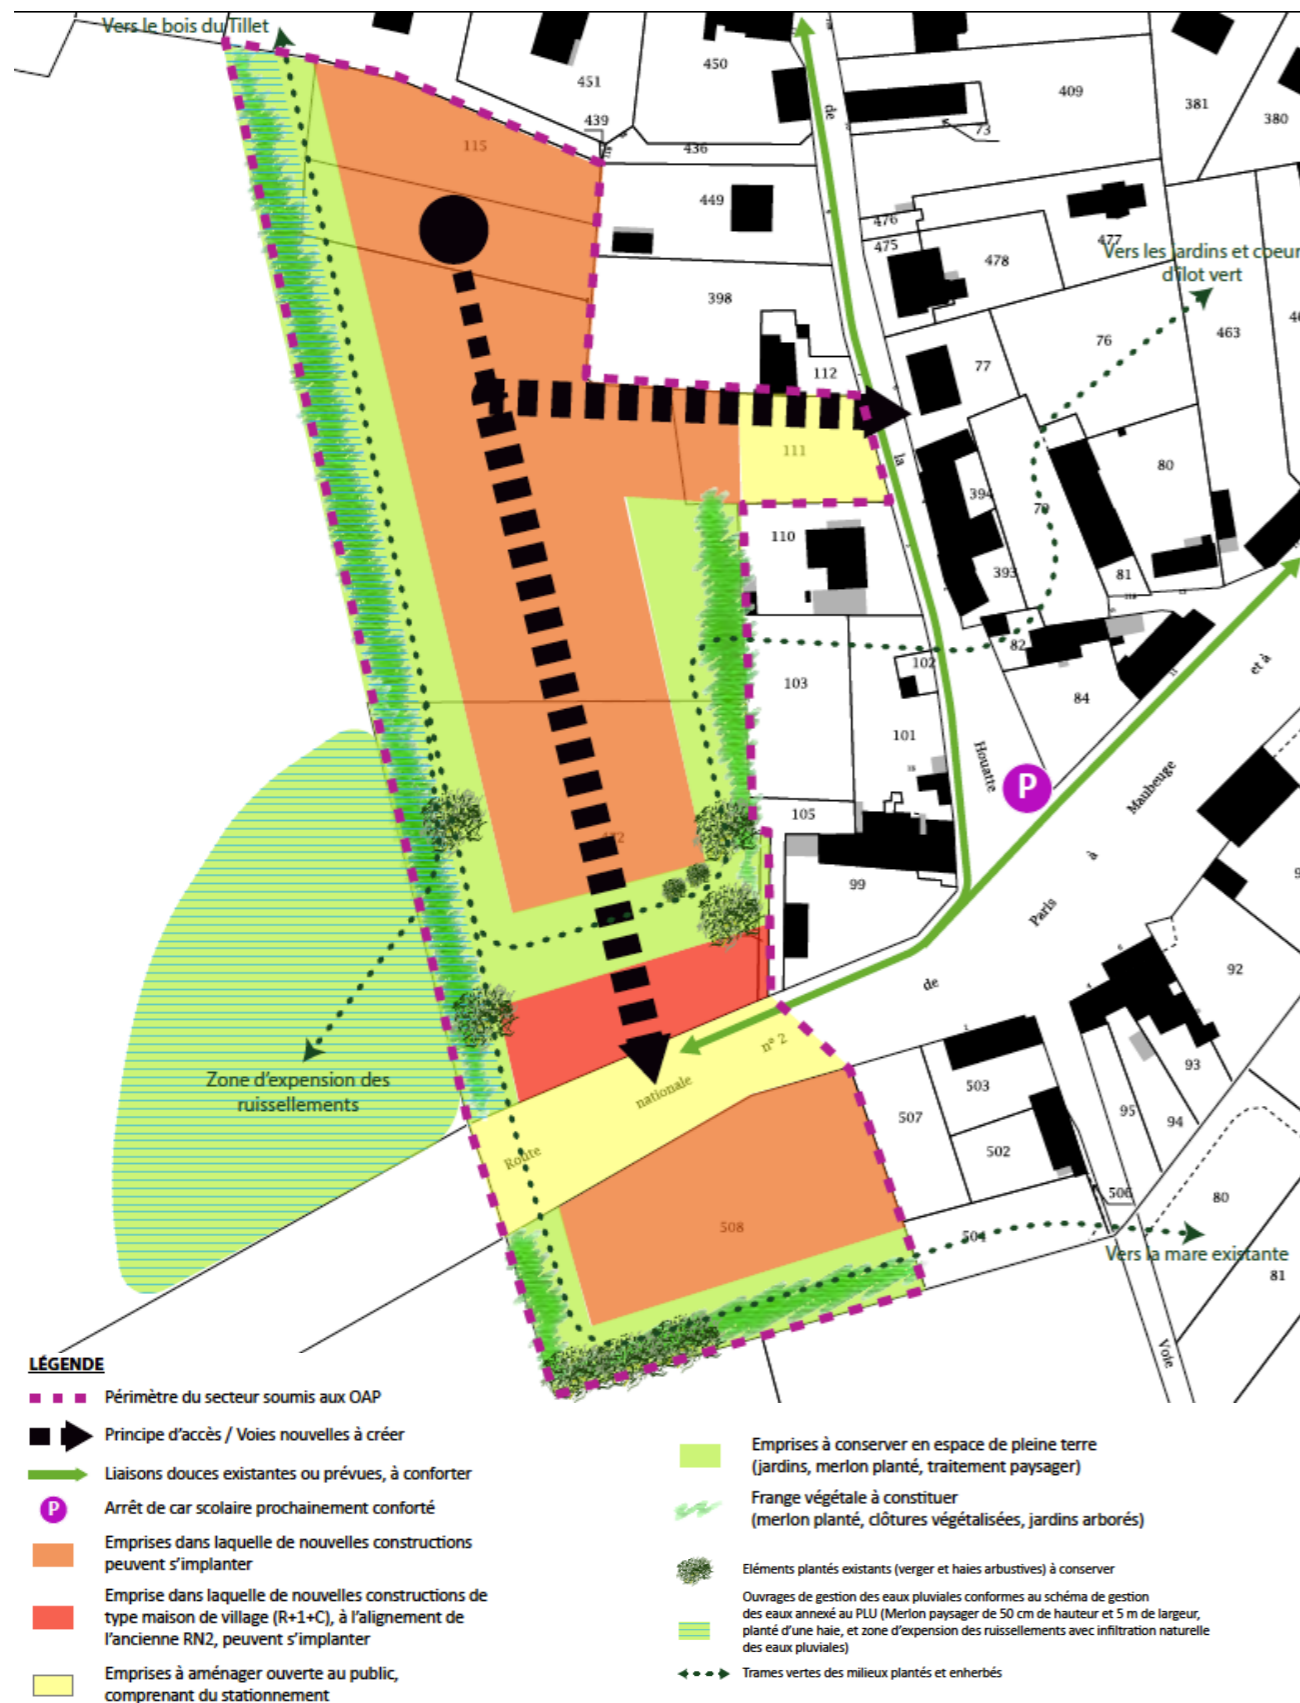 Vers le bois du Tillet
451
450
439
436
115
de
409
73
381
380
449
476
475
478
477
Vers les jardins et coeur
d'îlot vert
398
463
76
77
112
111
la
80
394
79
110
393
81
82
102
103
84
101
et à
Houatte
P
Maubeuge
105
à
99
Paris
92
de
n° 2
nationale
503
93
507
95
94
502
Zone d'expension des
ruissellements
Route
506
80
508
504
Vers la mare existante
81
Voie
LÉGENDE
Périmètre du secteur soumis aux OAP
Principe d'accès / Voies nouvelles à créer
Liaisons douces existantes ou prévues, à conforter
P
Arrêt de car scolaire prochainement conforté
Emprises dans laquelle de nouvelles constructions
peuvent s'implanter
Emprise dans laquelle de nouvelles constructions de
type maison de village (R+1+C), à l'alignement de
l'ancienne RN2, peuvent s'implanter
Emprises à aménager ouverte au public,
comprenant du stationnement
Emprises à conserver en espace de pleine terre
(jardins, merlon planté, traitement paysager)
Frange végétale à constituer
(merlon planté, clôtures végétalisées, jardins arborés)
Eléments plantés existants (verger et haies arbustives) à conserver
Ouvrages de gestion des eaux pluviales conformes au schéma de gestion
des eaux annexé au PLU (Merlon paysager de 50 cm de hauteur et 5 m de largeur,
planté d'une haie, et zone d'expension des ruissellements avec infiltration naturelle
des eaux pluviales)
Trames vertes des milieux plantés et enherbés